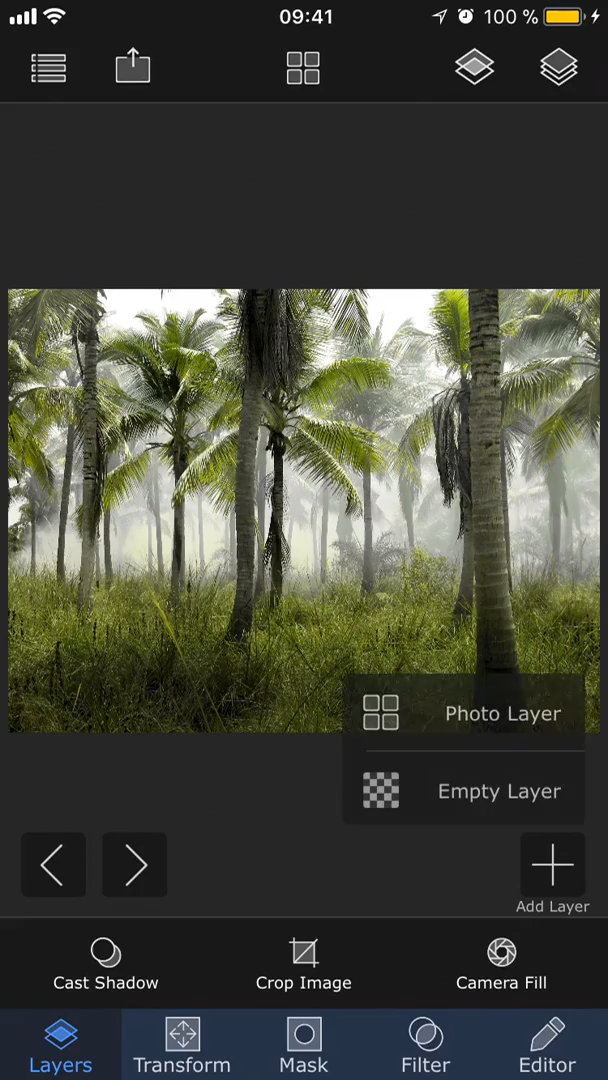 09:41
100 %
Photo Layer
Empty Layer
Add Layer
Cast Shadow
Crop Image
Camera Fill
Layers
Transform
Mask
Filter
Editor